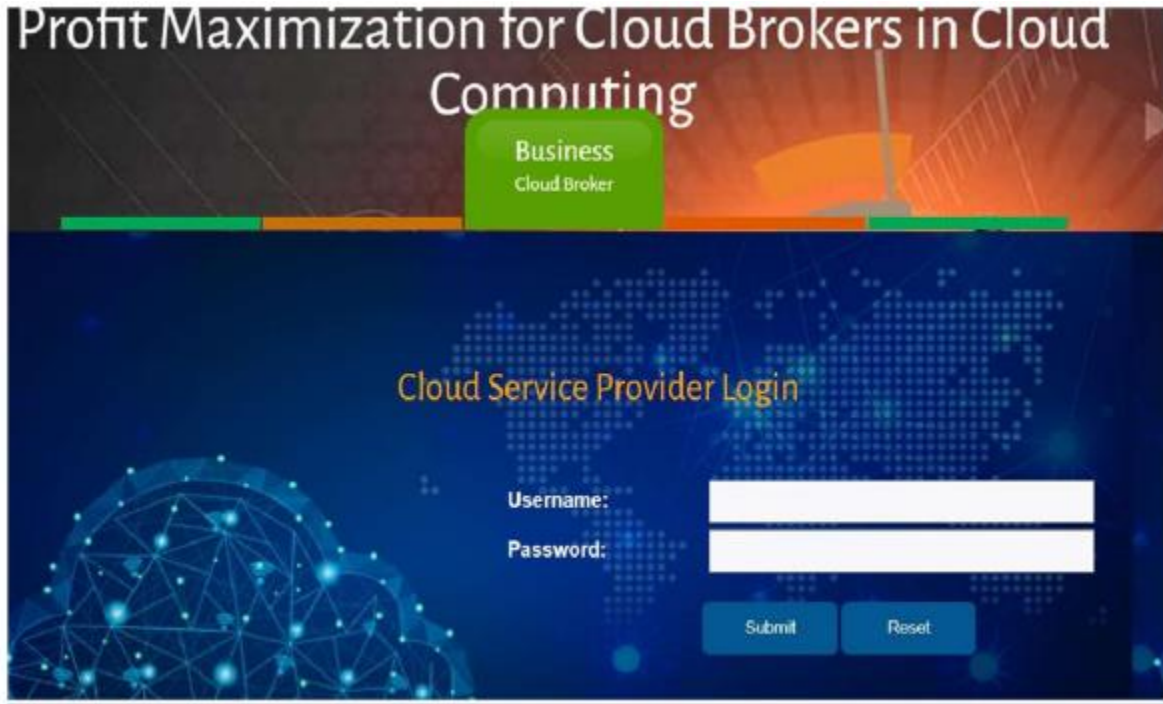 Profit Maximization for Cloud Brokers in Cloud
Computing
Business
Cloud Broker
Cloud Service Provider Login
Username:
Password:
Submit
Reset